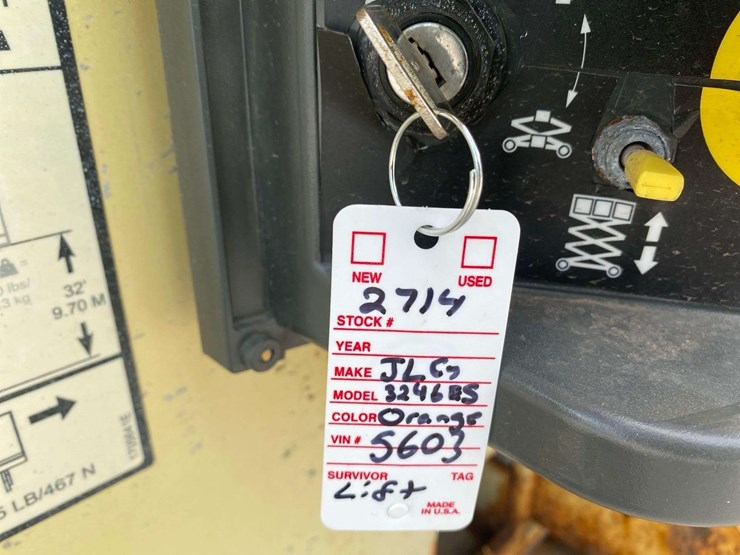 NEW USED
STOCK # 2714
YEAR
MAKE JLG
MODEL 3246ES
COLOR Orange
VIN # 5603
SURVIVOR TAG
Lift
MADE
IN U.S.A.
32'
9.70 M
5 LB/467 N